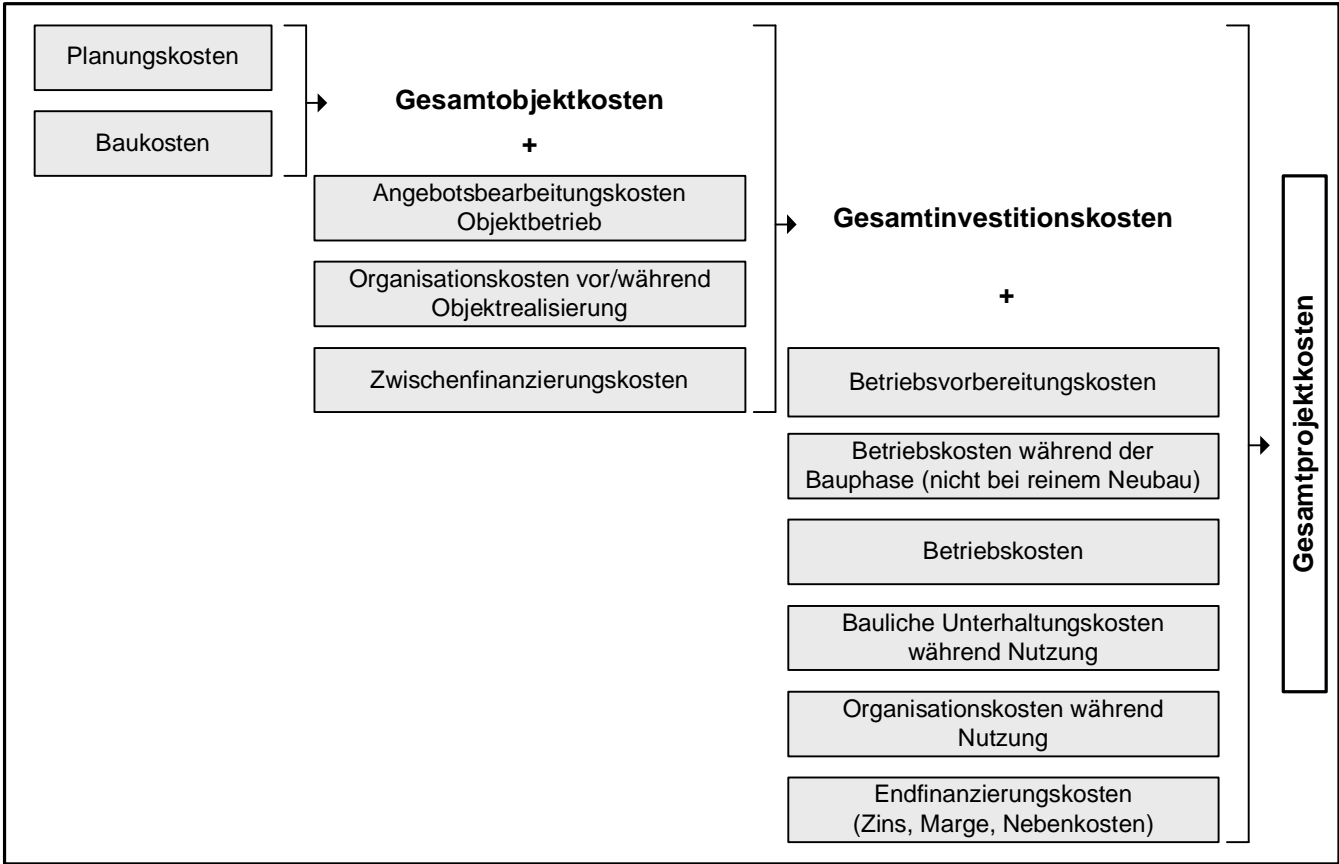 Planungskosten
Baukosten
Gesamtobjektkosten
+
Angebotsbearbeitungskosten
Objektbetrieb
Organisationskosten vor/während
Objektrealisierung
Zwischenfinanzierungskosten
Gesamtinvestitionskosten
+
Betriebsvorbereitungskosten
Betriebskosten während der
Bauphase (nicht bei reinem Neubau)
Betriebskosten
Bauliche Unterhaltungskosten
während Nutzung
Organisationskosten während
Nutzung
Endfinanzierungskosten
(Zins, Marge, Nebenkosten)
Gesamtprojektkosten